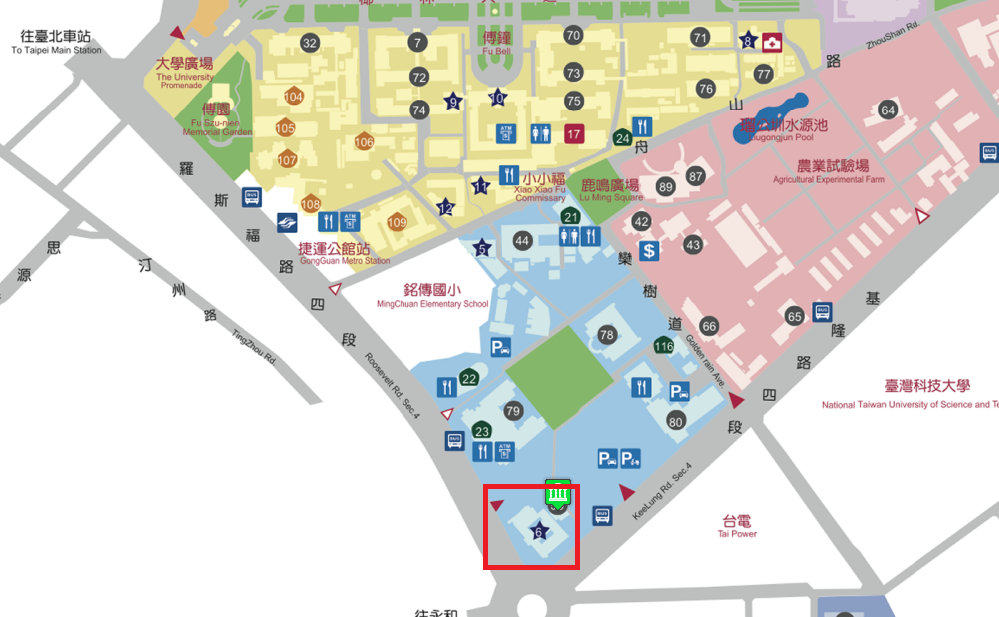 往臺北車站
To Taipei Main Station
大學廣場
The University
Promenade
32
7
傅鐘
Fu Bell
70
71
8
77
路
ZhouShan Rd.
72
73
76
104
74
9
10
75
傅園
Fu Szu-nien
Memorial Garden
105
106
ATM
17
24
舟
山
瑠公圳水源池
Liugongjun Pool
64
107
羅
斯
福
路
四
段
Roosevelt Rd. Sec.4
BUS
108
ATM
109
12
11
小小福
Xiao Xiao Fu
Commissary
鹿鳴廣場
Lu Ming Square
89
87
農業試驗場
Agricultural Experimental Farm
BUS
捷運公館站
GongGuan Metro Station
21
44
5
42
$
43
欒
樹
道
Golden rain Ave.
思
源
汀
州
路
TingZhou Rd.
銘傳國小
MingChuan Elementary School
78
66
65
BUS
基
隆
路
四
段
116
P
22
79
23
BUS
ATM
P
80
P
P
臺灣科技大學
National Taiwan University of Science and Te
KeeLung Rd. Sec.4
6
BUS
台電
Tai Power
往永和